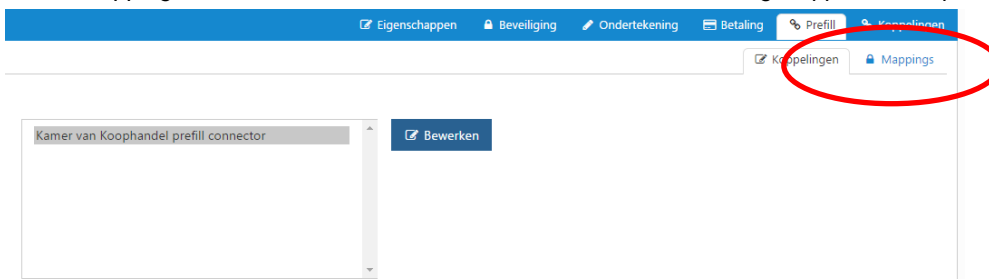 Eigenschappen Beveiliging Ondertekening Betaling Prefill Koppelingen
Koppelingen Mappings
Kamer van Koophandel prefill connector
Bewerken